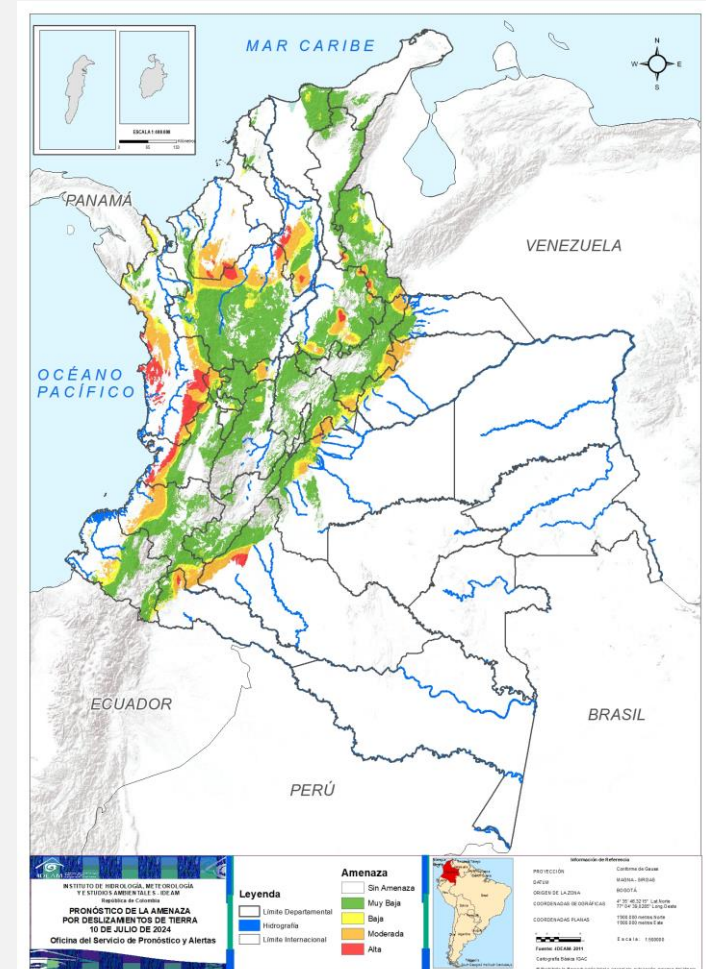 MAR CARIBE
N
W
E
S
ESCALA 1:600.000
PANAMÁ
VENEZUELA
OCÉANO
PACÍFICO
ECUADOR
BRASIL
PERÚ
IDEAM
INSTITUTO DE HIDROLOGÍA, METEOROLOGÍA
Y ESTUDIOS AMBIENTALES - IDEAM
República de Colombia
PRONÓSTICO DE LA AMENAZA
POR DESLIZAMIENTOS DE TIERRA
10 DE JULIO DE 2024
Oficina del Servicio de Pronóstico y Alertas
Leyenda
Límite Departamental
Hidrografía
Límite Internacional
Amenaza
Sin Amenaza
Muy Baja
Baja
Moderada
Alta
Información de Referencia
PROYECCIÓN Conforme de Gauss
DATUM MAGNA - SIRGAS
ORIGEN DE LA ZONA BOGOTÁ
COORDENADAS GEOGRÁFICAS
COORDENADAS PLANAS
Fuente: IDEAM. 2011
Cartografía Básica IGAC